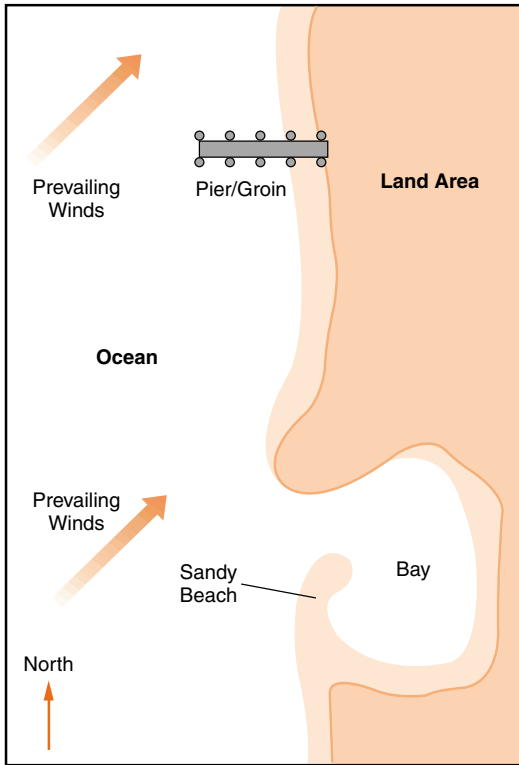 Prevailing
Winds
Pier/Groin
Land Area
Ocean
Prevailing
Winds
Sandy
Beach
Bay
North